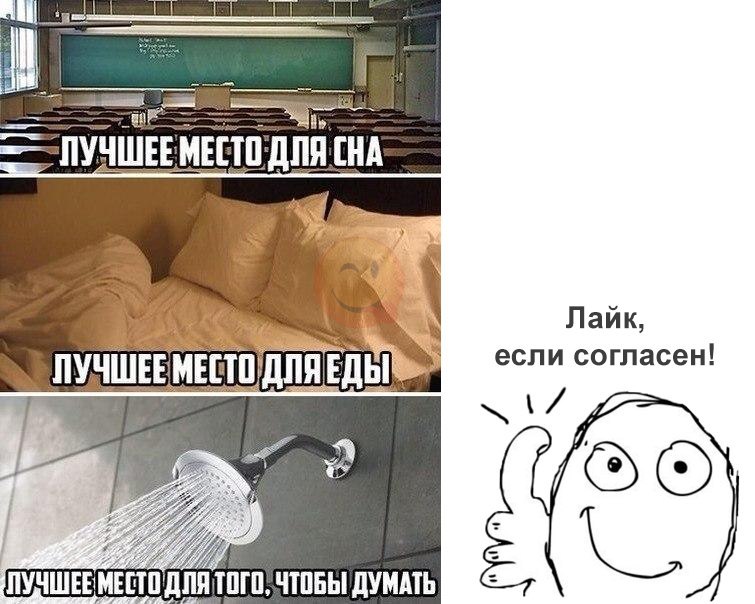 ЛУЧШЕЕ МЕСТО ДЛЯ СНА
ЛУЧШЕЕ МЕСТО ДЛЯ ЕДЫ
ЛУЧШЕЕ МЕСТО ДЛЯ ТОГО, ЧТОБЫ ДУМАТЬ
Лайк,
если согласен!